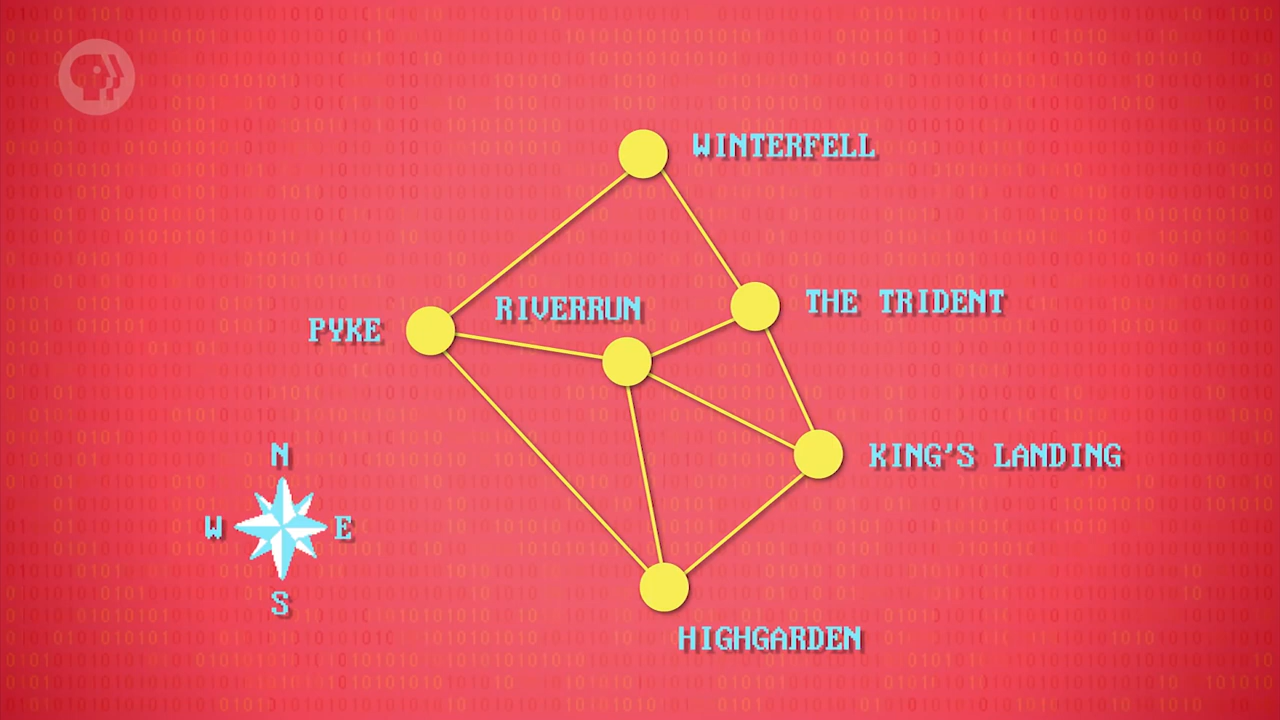 WINTERFELL
THE TRIDENT
RIVERRUN
PYKE
KING'S LANDING
N
W E
S
HIGHGARDEN